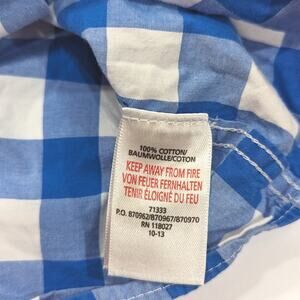 100% COTTON/
BAUMWOLLE/COTON
KEEP AWAY FROM FIRE
VON FEUER FERNHALTEN
TENIR ÉLOIGNÉ DU FEU
71333
P.O. 870962/870967/870970
RN 118027
10-13